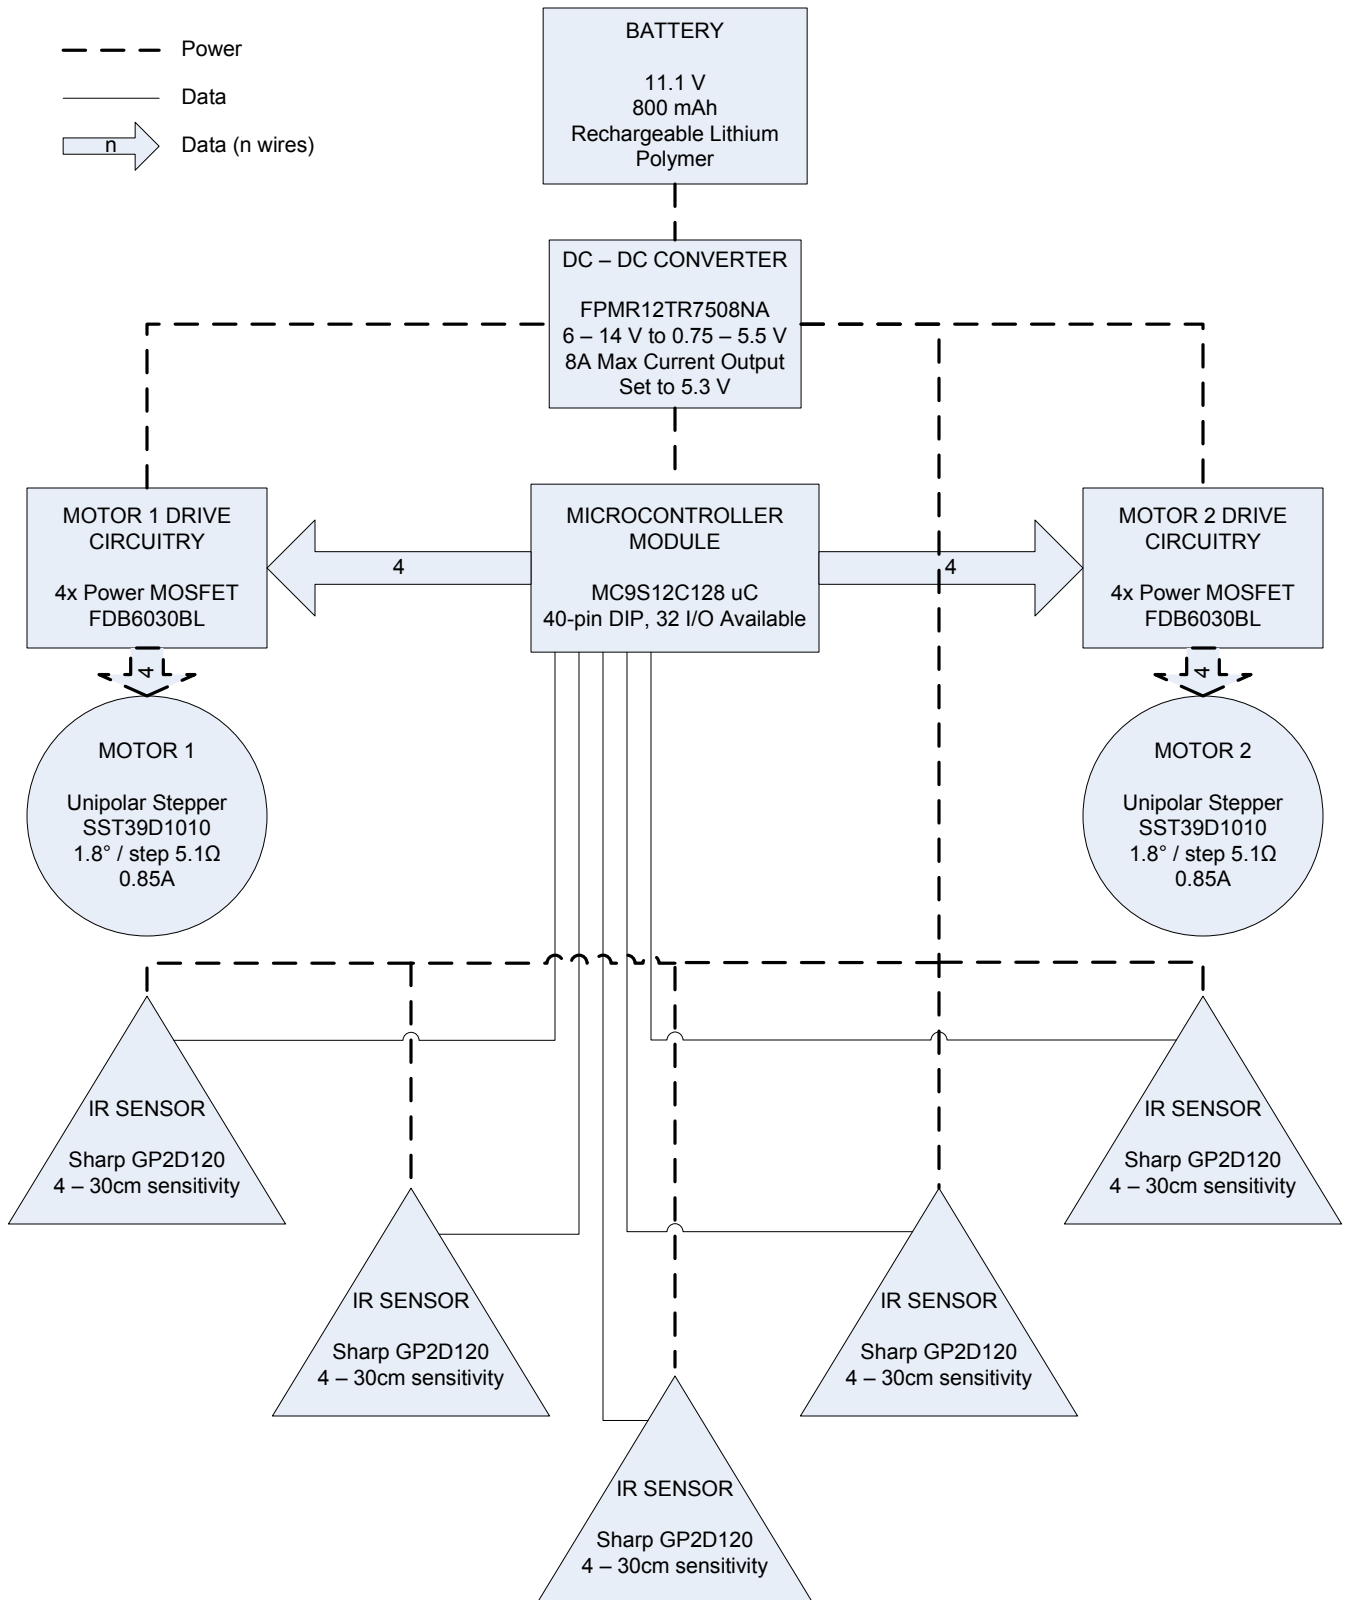 Power
Data
n
Data (n wires)
BATTERY
11.1 V
800 mAh
Rechargeable Lithium
Polymer
DC – DC CONVERTER
FPMR12TR7508NA
6 – 14 V to 0.75 – 5.5 V
8A Max Current Output
Set to 5.3 V
MOTOR 1 DRIVE
CIRCUITRY
4x Power MOSFET
FDB6030BL
4
MICROCONTROLLER
MODULE
MC9S12C128 uC
40-pin DIP, 32 I/O Available
4
MOTOR 2 DRIVE
CIRCUITRY
4x Power MOSFET
FDB6030BL
4
4
MOTOR 1
Unipolar Stepper
SST39D1010
1.8° / step 5.1Ω
0.85A
MOTOR 2
Unipolar Stepper
SST39D1010
1.8° / step 5.1Ω
0.85A
IR SENSOR
Sharp GP2D120
4 – 30cm sensitivity
IR SENSOR
Sharp GP2D120
4 – 30cm sensitivity
IR SENSOR
Sharp GP2D120
4 – 30cm sensitivity
IR SENSOR
Sharp GP2D120
4 – 30cm sensitivity
IR SENSOR
Sharp GP2D120
4 – 30cm sensitivity